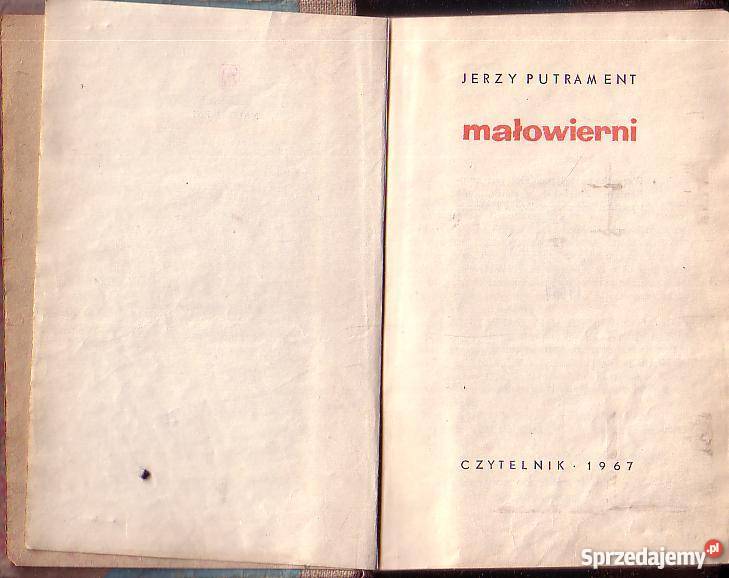 JERZY PUTRAMENT
małowierni
CZYTELNIK · 1967
Sprzedajemy.pl